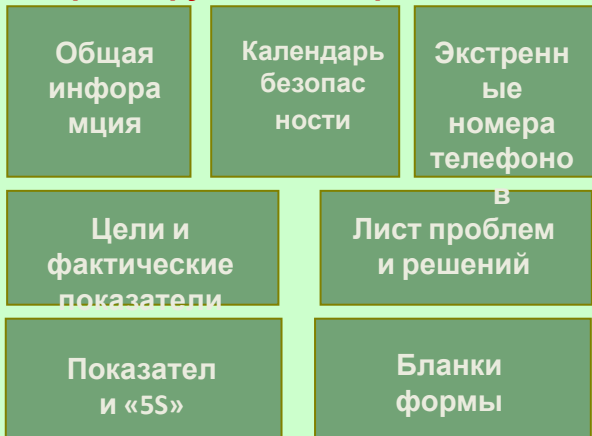 Общая
инфора
мция
Календарь
безопас
ности
Экстренн
ые
номера
телефоно
в
Цели и
фактические
показатели
Лист проблем
и решений
Показател
и «5S»
Бланки
формы